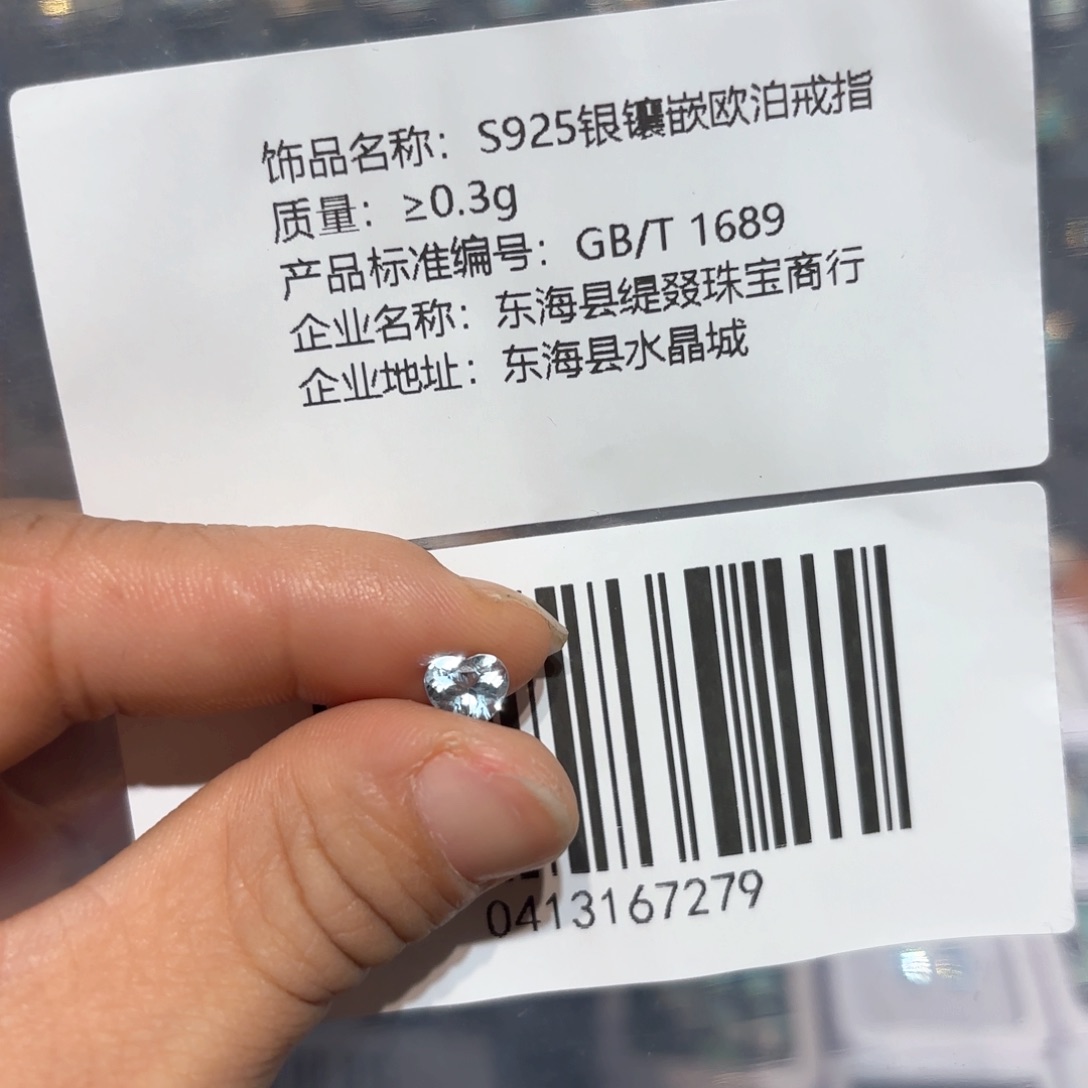 饰品名称：S925银镶嵌欧泊戒指
质量：≥0.3g
产品标准编号：GB/T 1689
企业名称：东海县缇叕珠宝商行
企业地址：东海县水晶城
0413167279